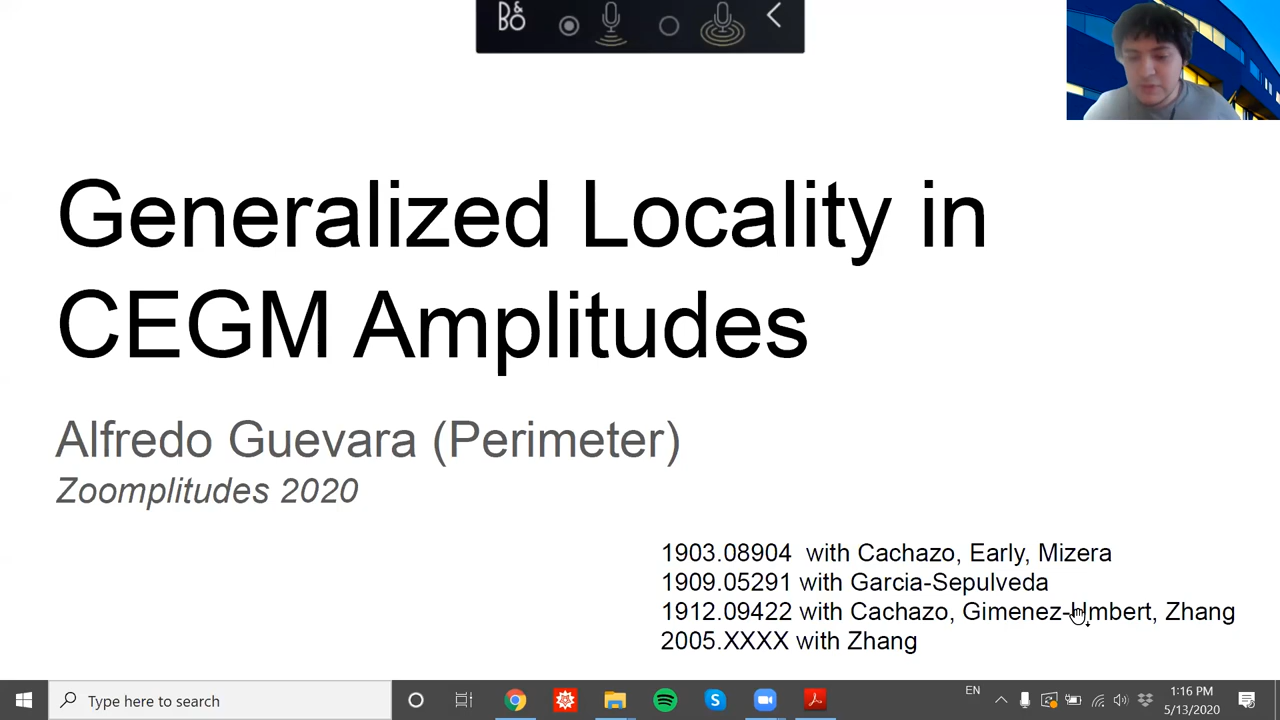 B&O
Generalized Locality in
CEGM Amplitudes
Alfredo Guevara (Perimeter)
Zoomplitudes 2020
1903.08904 with Cachazo, Early, Mizera
1909.05291 with Garcia-Sepulveda
1912.09422 with Cachazo, Gimenez-Umbert, Zhang
2005.XXXX with Zhang
Type here to search
EN
1:16 PM
5/13/2020